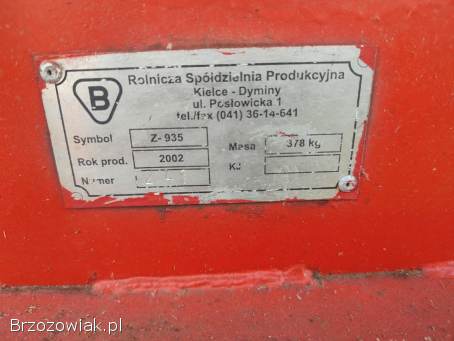 B
Rolnicza Spółdzielnia Produkcyjna
Kielce - Dyminy
ul. Posłowicka 1
tel./fax (041) 36-14-641
Symbol Z-935 Masa 378 kg
Rok prod. 2002 KJ
Numer
Brzozowiak.pl